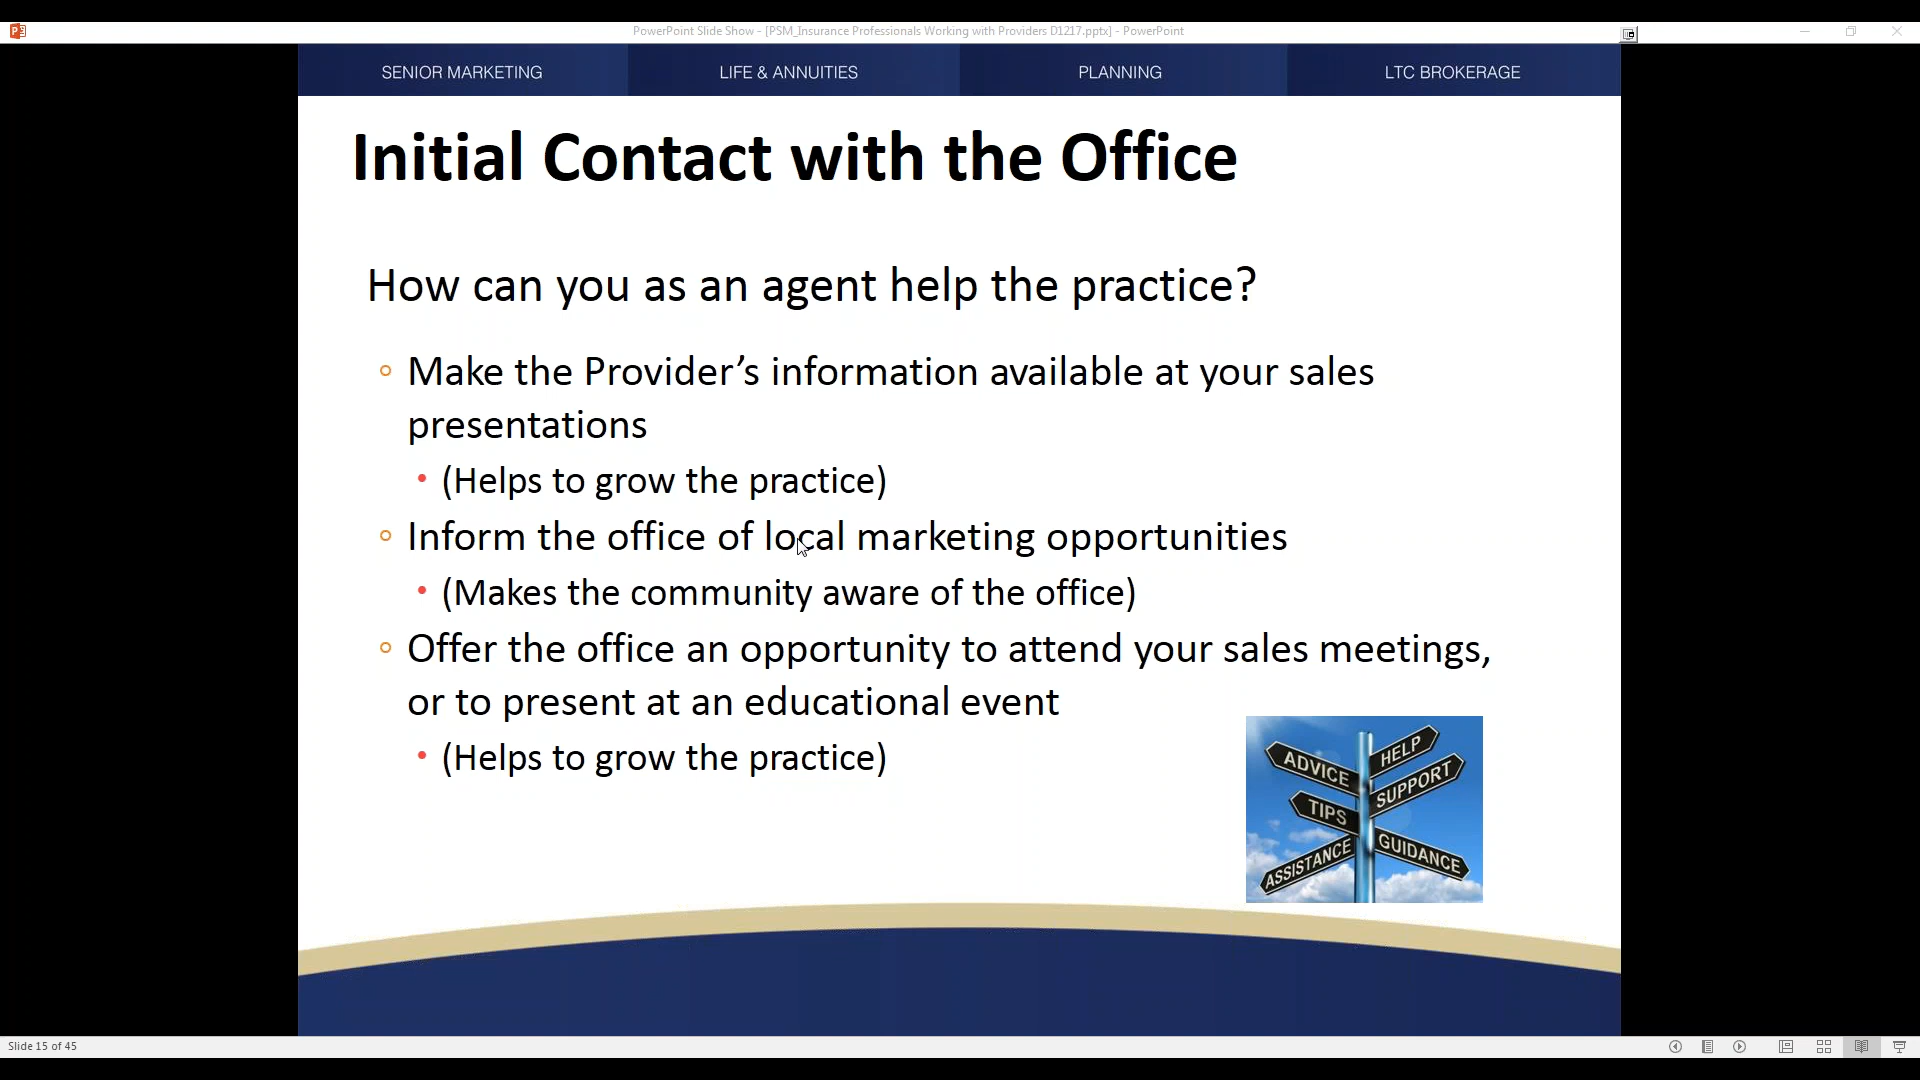 PowerPoint Slide Show - [PSM_Insurance Professionals Working with Providers D1217.pptx] - PowerPoint
SENIOR MARKETING
LIFE & ANNUITIES
PLANNING
LTC BROKERAGE
Initial Contact with the Office
How can you as an agent help the practice?
Make the Provider’s information available at your sales
presentations
(Helps to grow the practice)
Inform the office of local marketing opportunities
(Makes the community aware of the office)
Offer the office an opportunity to attend your sales meetings,
or to present at an educational event
(Helps to grow the practice)
HELP
ADVICE
SUPPORT
TIPS
GUIDANCE
ASSISTANCE
Slide 15 of 45